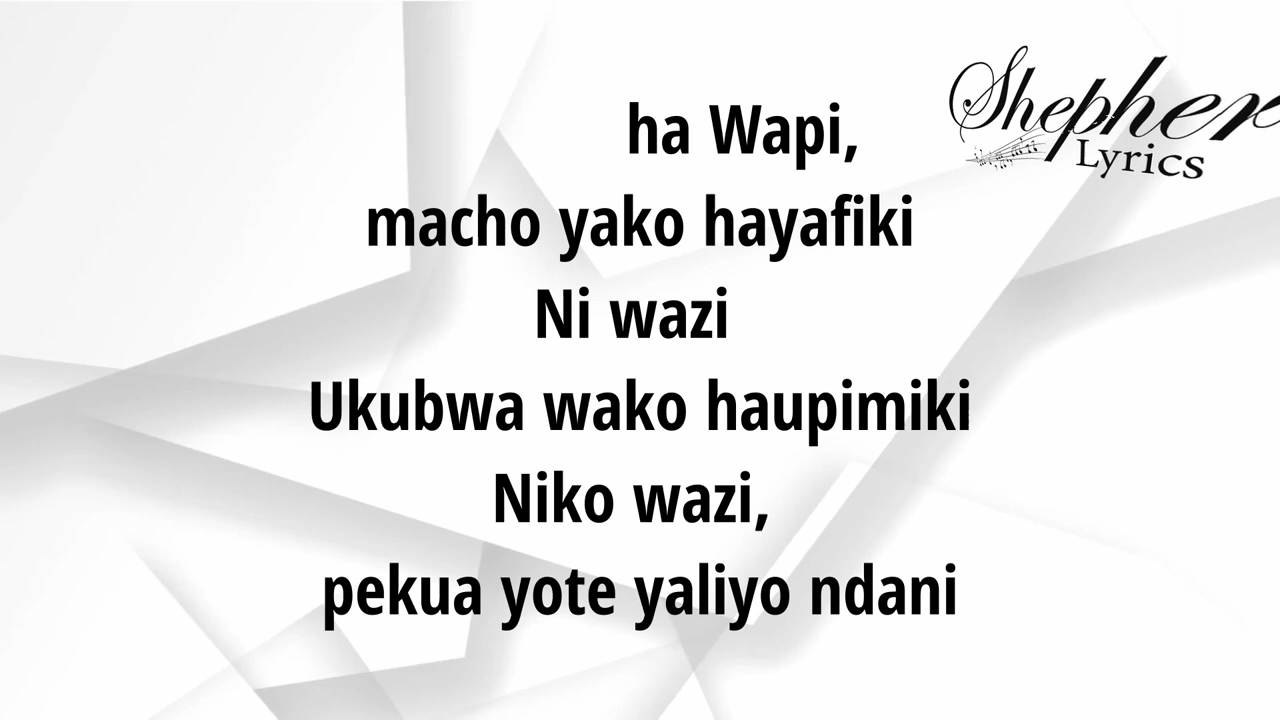 ha Wapi,
macho yako hayafiki
Ni wazi
Ukubwa wako haupimiki
Niko wazi,
pekua yote yaliyo ndani
Shepher
Lyrics